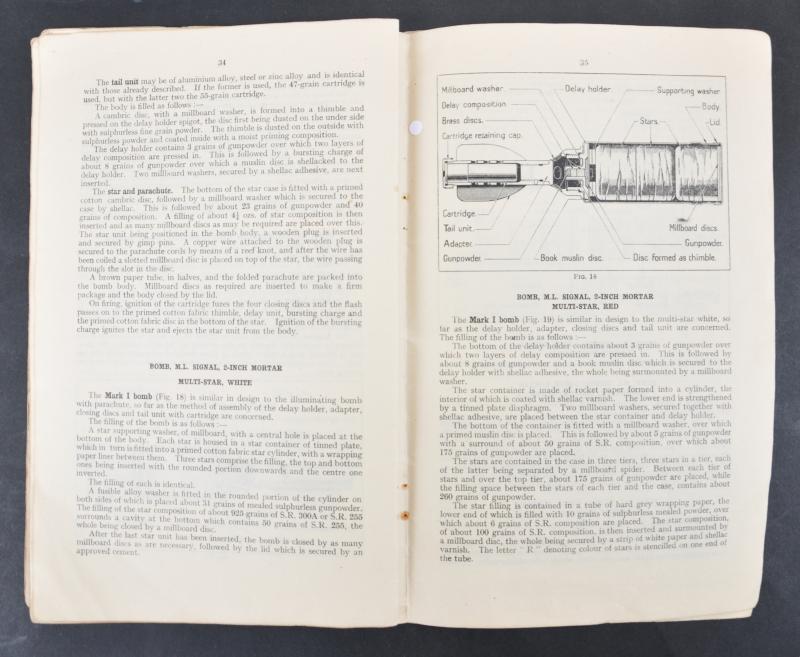 34
The tail unit may be of aluminium alloy, steel or zinc alloy and is identical
with those already described. If the former is used, the 47-grain cartridge is
used, but with the latter two the 55-grain cartridge.
The body is filled as follows :—
A cambric disc, with a millboard washer, is formed into a thimble and
pressed on the delay holder spigot, the disc first being dusted on the under side
with sulphurless fine grain powder. The thimble is dusted on the outside with
sulphurless powder and coated inside with a moist priming composition.
The delay holder contains 3 grains of gunpowder over which two layers of
delay composition are pressed in. This is followed by a bursting charge of
about 8 grains of gunpowder over which a muslin disc is shellacked to the
delay holder. Two millboard washers, secured by a shellac adhesive, are next
inserted.
The star and parachute. The bottom of the star case is fitted with a primed
cotton cambric disc, followed by a millboard washer which is secured to the
case by shellac. This is followed by about 23 grains of gunpowder and 40
grains of composition. A filling of about 4½ ozs. of star composition is then
inserted and as many millboard discs as may be required are placed over this.
The star unit being positioned in the bomb body, a wooden plug is inserted
and secured by gimp pins. A copper wire attached to the wooden plug is
secured to the parachute cords by means of a reef knot, and after the wire has
been coiled a slotted millboard disc is placed on top of the star, the wire passing
through the slot in the disc.
A brown paper tube, in halves, and the folded parachute are packed into
the bomb body. Millboard discs as required are inserted to make a firm
package and the body closed by the lid.
On firing, ignition of the cartridge fuses the four closing discs and the flash
passes on to the primed cotton fabric thimble, delay unit, bursting charge and
the primed cotton fabric disc in the bottom of the star. Ignition of the bursting
charge ignites the star and ejects the star unit from the body.
BOMB, M.L. SIGNAL, 2-INCH MORTAR
MULTI-STAR, WHITE
The Mark I bomb (Fig. 18) is similar in design to the illuminating bomb
with parachute, so far as the method of assembly of the delay holder, adapter,
closing discs and tail unit with cartridge are concerned.
The filling of the bomb is as follows :—
A star supporting washer, of millboard, with a central hole is placed at the
bottom of the body. Each star is housed in a star container of tinned plate,
which in turn is fitted into a primed cotton fabric star cylinder, with a wrapping
paper liner between them. Three stars comprise the filling, the top and bottom
ones being inserted with the rounded portion downwards and the centre one
inverted.
The filling of each is identical.
A fusible alloy washer is fitted in the rounded portion of the cylinder on
both sides of which is placed about 31 grains of mealed sulphurless gunpowder.
The filling of the star composition of about 925 grains of S.R. 300A or S.R. 255
surrounds a cavity at the bottom which contains 50 grains of S.R. 255, the
whole being closed by a millboard disc.
After the last star unit has been inserted, the bomb is closed by as many
millboard discs as are necessary, followed by the lid which is secured by an
approved cement.
35
Millboard washer. Delay holder. Supporting washer
Delay composition. Body.
Brass discs. Stars. Lid.
Cartridge retaining cap.
Cartridge. Millboard discs.
Tail unit.
Adapter. Gunpowder.
Gunpowder. Book muslin disc. Disc formed as thimble.
FIG. 18
BOMB, M.L. SIGNAL, 2-INCH MORTAR
MULTI-STAR, RED
The Mark I bomb (Fig. 19) is similar in design to the multi-star white, so
far as the delay holder, adapter, closing discs and tail unit are concerned.
The filling of the bomb is as follows :—
The bottom of the delay holder contains about 3 grains of gunpowder over
which two layers of delay composition are pressed in. This is followed by
about 8 grains of gunpowder and a book muslin disc which is secured to the
delay holder with shellac adhesive, the whole being surmounted by a millboard
washer.
The star container is made of rocket paper formed into a cylinder, the
interior of which is coated with shellac varnish. The lower end is strengthened
by a tinned plate diaphragm. Two millboard washers, secured together with
shellac adhesive, are placed between the star container and delay holder.
The bottom of the container is fitted with a millboard washer, over which
a primed muslin disc is placed. This is followed by about 5 grains of gunpowder
with a surround of about 50 grains of S.R. composition, over which about
175 grains of gunpowder are placed.
The stars are contained in the case in three tiers, three stars in a tier, each
of the latter being separated by a millboard spider. Between each tier of
stars and over the top tier, about 175 grains of gunpowder are placed, while
the filling space between the stars of each tier and the case, contains about
260 grains of gunpowder.
The star filling is contained in a tube of hard grey wrapping paper, the
lower end of which is filled with 10 grains of sulphurless mealed powder, over
which about 6 grains of S.R. composition are placed. The star composition,
of about 100 grains of S.R. composition, is then inserted and surmounted by
a millboard disc, the whole being secured by a strip of white paper and shellac
varnish. The letter "R" denoting colour of stars is stencilled on one end of
the tube.